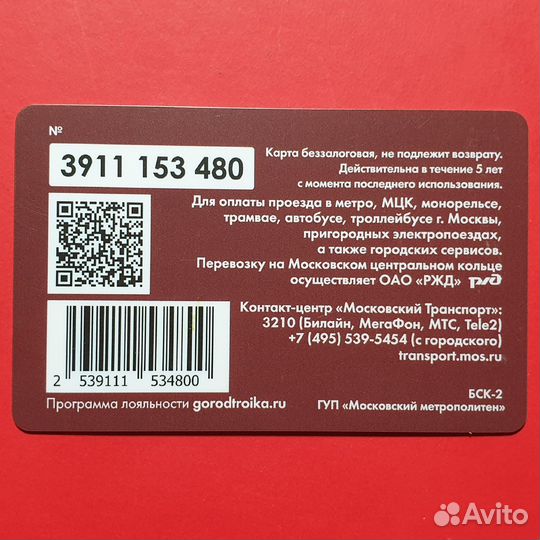 №
3911 153 480
Карта беззалоговая, не подлежит возврату.
Действительна в течение 5 лет
с момента последнего использования.
Для оплаты проезда в метро, МЦК, монорельсе,
трамвае, автобусе, троллейбусе г. Москвы,
пригородных электропоездах,
а также городских сервисов.
Перевозку на Московском центральном кольце
осуществляет ОАО «РЖД» РЖД
Контакт-центр «Московский Транспорт»:
3210 (Билайн, МегаФон, МТС, Tele2)
+7 (495) 539-5454 (с городского)
transport.mos.ru
2 539111 534800
Программа лояльности gorodtroika.ru
БСК-2
ГУП «Московский метрополитен»
Avito